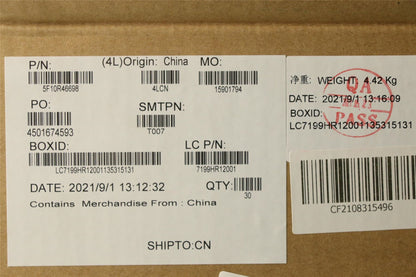 P/N: (4L)Origin: China MO:
5F10R46698 4LCN 15901794
PO: SMTPN:
4501674593 T007
BOXID: LC P/N:
LC7199HR12001135315131 7199HR12001
DATE: 2021/9/1 13:12:32 QTY:
30
Contains Merchandise From : China
SHIPTO:CN
净重: WEIGHT: 4.42 Kg
DATE: 2021/9/1 13:16:09
BOXID:
LC7199HR12001135315131
QA
PASS
CF2108315496